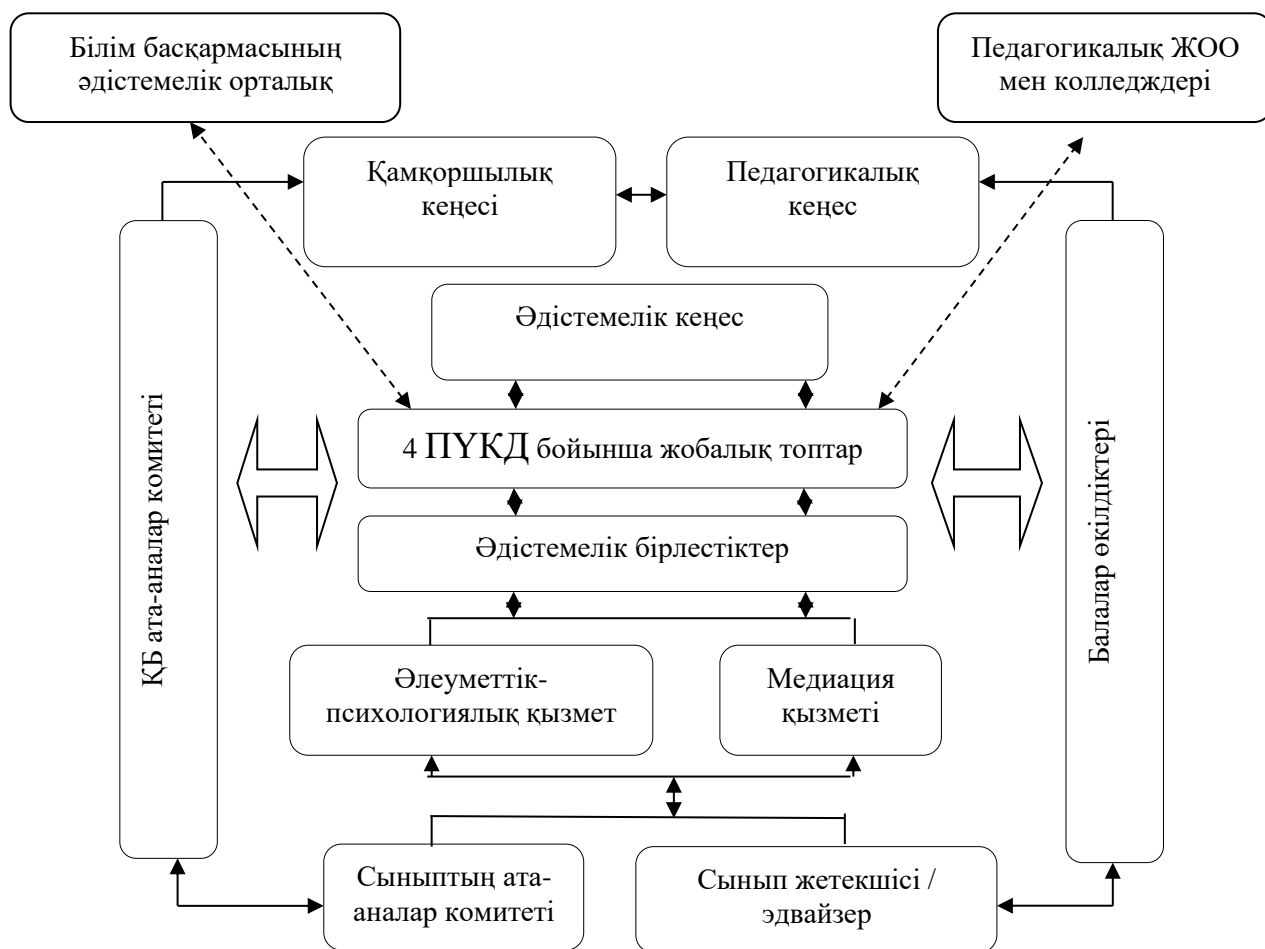 Білім басқармасының
әдістемелік орталық
Педагогикалық ЖОО
мен колледждері
Қамқоршылық
кеңесі
Педагогикалық
кеңес
Әдістемелік кеңес
ҚБ ата-аналар комитеті
4 ПҮКД бойынша жобалық топтар
Балалар өкілдіктері
Әдістемелік бірлестіктер
Әлеуметтік-
психологиялық қызмет
Медиация
қызметі
Сыныптың ата-
аналар комитеті
Сынып жетекшісі /
эдвайзер